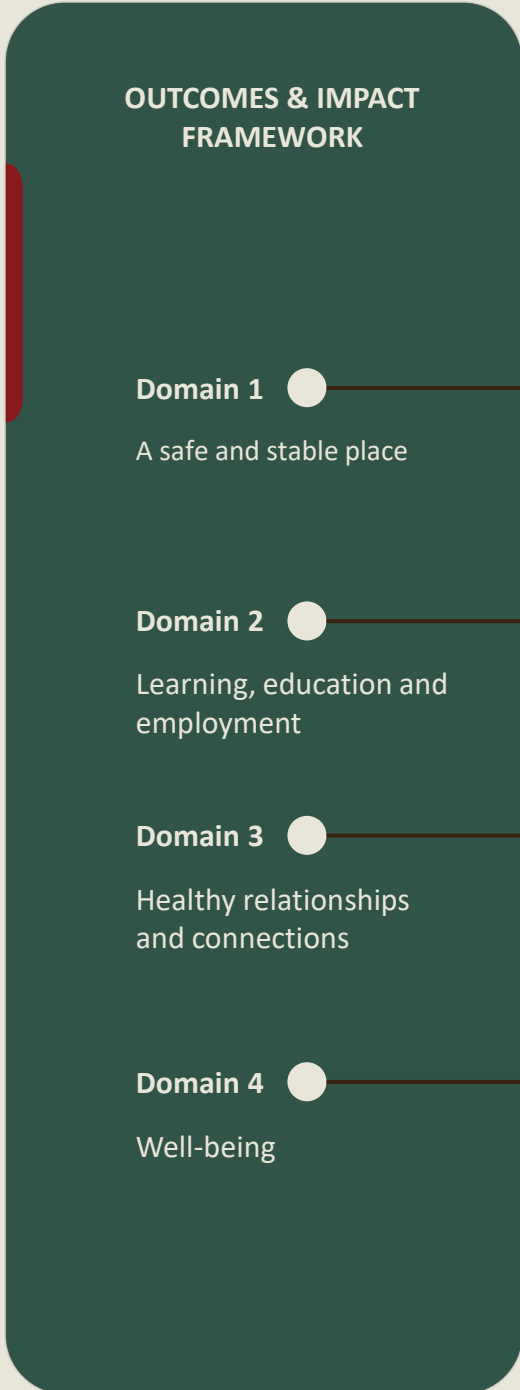 OUTCOMES & IMPACT
FRAMEWORK
Domain 1
A safe and stable place
Domain 2
Learning, education and
employment
Domain 3
Healthy relationships
and connections
Domain 4
Well-being